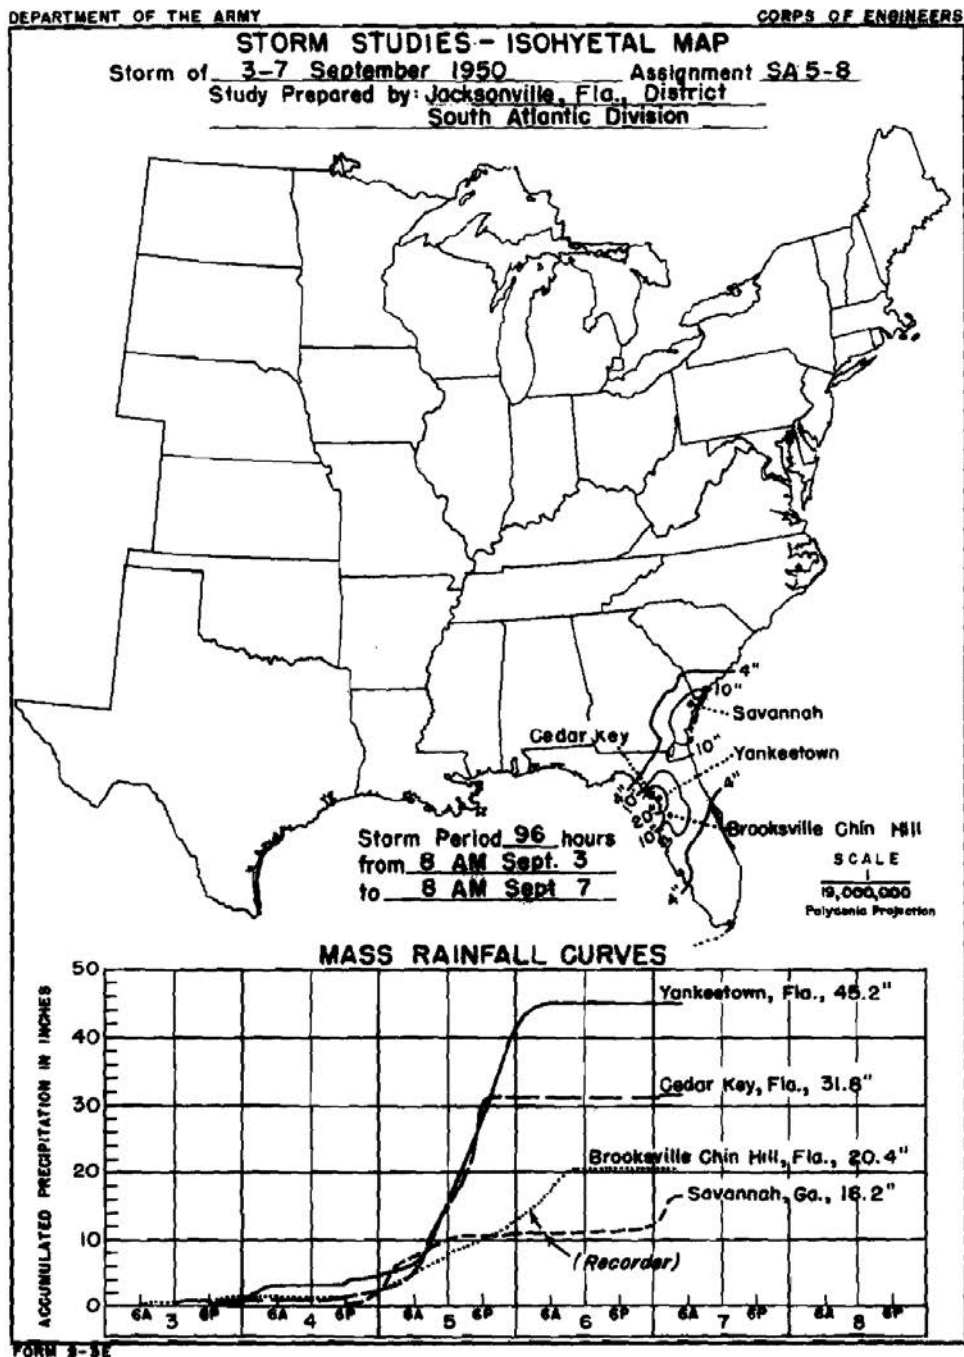 DEPARTMENT OF THE ARMY
CORPS OF ENGINEERS
STORM STUDIES - ISOHYETAL MAP
Storm of 3-7 September 1950 Assignment SA 5-8
Study Prepared by: Jacksonville, Fla., District
South Atlantic Division
4"
10"
Savannah
Cedar Key
10"
Yankeetown
4"
4"
10"
20"
10"
Brooksville Chin Hill
4"
Storm Period 96 hours
from 8 AM Sept. 3
to 8 AM Sept 7
SCALE
1
19,000,000
Polyconic Projection
MASS RAINFALL CURVES
ACCUMULATED PRECIPITATION IN INCHES
50
40
30
20
10
0
Yankeetown, Fla., 45.2"
Cedar Key, Fla., 31.8"
Brooksville Chin Hill, Fla., 20.4"
Savannah, Ga., 16.2"
(Recorder)
6A 3 6P 6A 4 6P 6A 5 6P 6A 6 6P 6A 7 6P 6A 8 6P
FORM S-3E